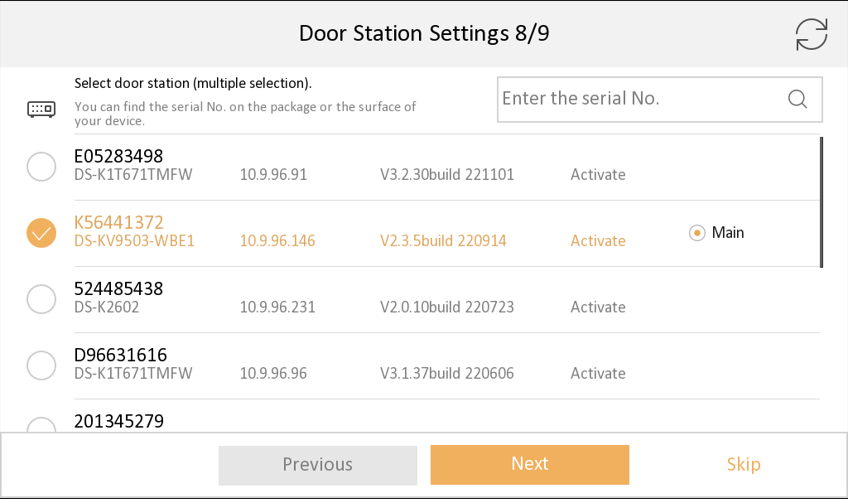 Door Station Settings 8/9
Select door station (multiple selection).
You can find the serial No. on the package or the surface of
your device.
Enter the serial No.
E05283498
DS-K1T671TMFW 10.9.96.91 V3.2.30build 221101 Activate
K56441372
DS-KV9503-WBE1 10.9.96.146 V2.3.5build 220914 Activate Main
524485438
DS-K2602 10.9.96.231 V2.0.10build 220723 Activate
D96631616
DS-K1T671TMFW 10.9.96.96 V3.1.37build 220606 Activate
201345279
Previous Next Skip